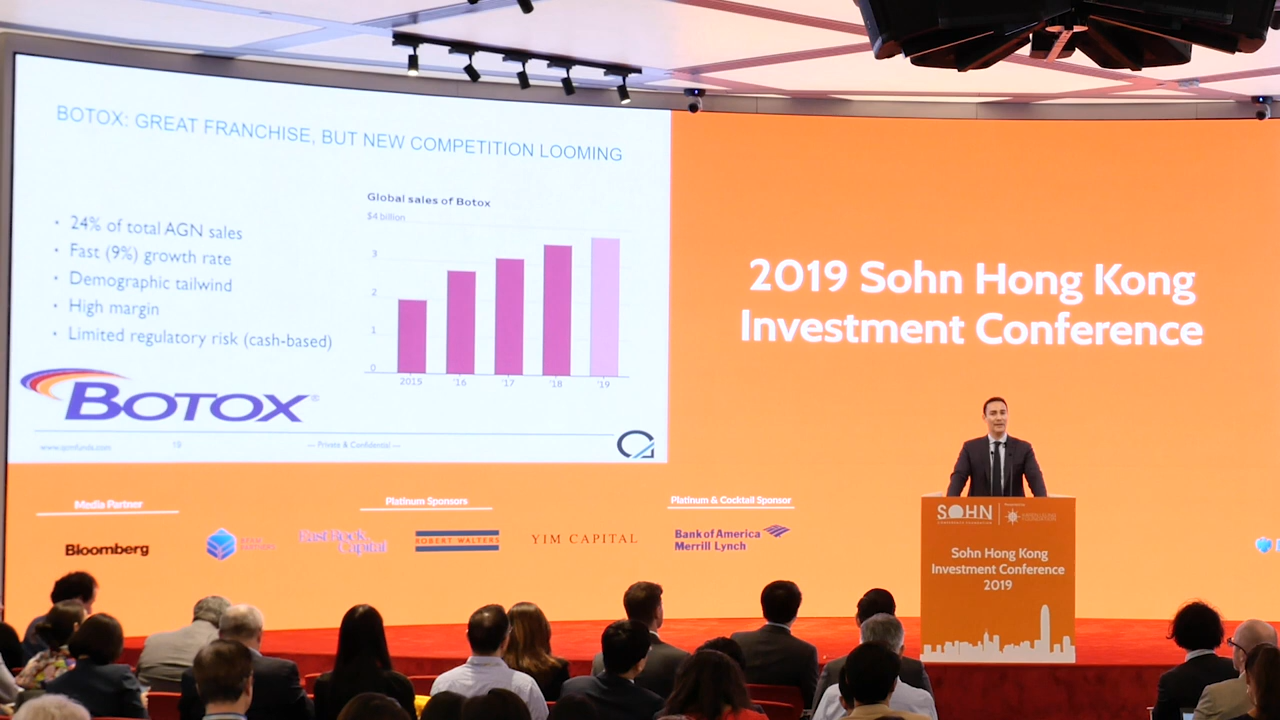 BOTOX: GREAT FRANCHISE, BUT NEW COMPETITION LOOMING
• 24% of total AGN sales
• Fast (9%) growth rate
• Demographic tailwind
• High margin
• Limited regulatory risk (cash-based)
Global sales of Botox
$4 billion
3
2
1
0
2015 '16 '17 '18 '19
BOTOX®
19
— Private & Confidential —
2019 Sohn Hong Kong
Investment Conference
Media Partner
Bloomberg
Platinum Sponsors
East Rock
Capital
ROBERT WALTERS
YIM CAPITAL
Platinum & Cocktail Sponsor
Bank of America
Merrill Lynch
SOHN
CONFERENCE FOUNDATION
Sohn Hong Kong
Investment Conference
2019